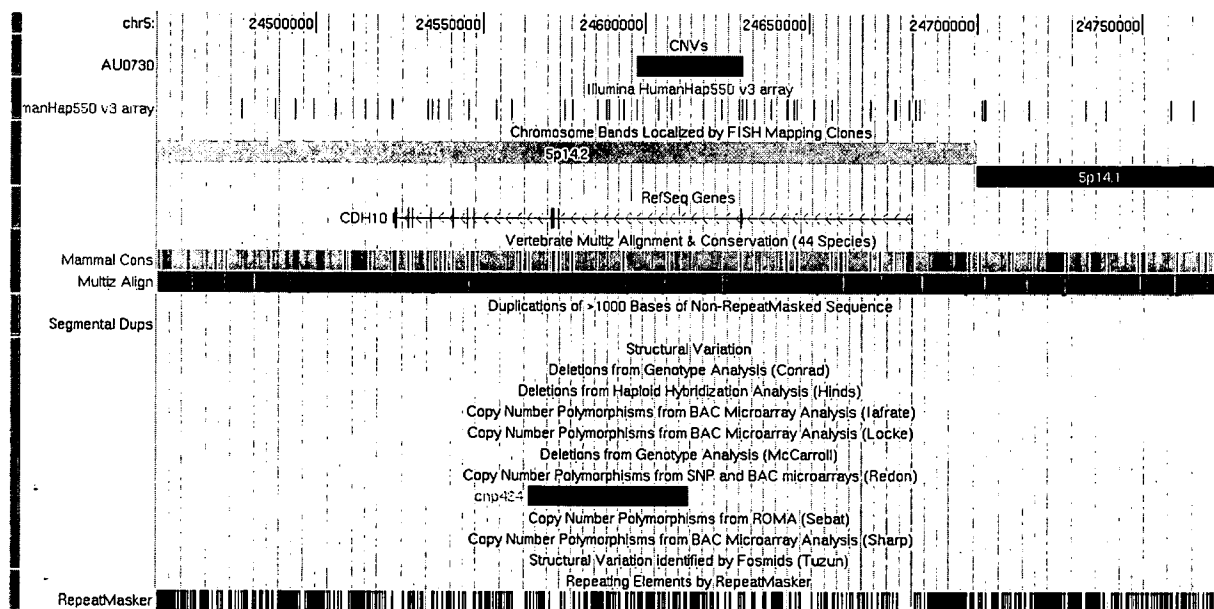 chr5: 24500000 24550000 24600000 24650000 24700000 24750000
CNVs
AU0730
Illumina HumanHap550 v3 array
manHap550 v3 array
Chromosome Bands Localized by FISH Mapping Clones
5p14.2
5p14.1
RefSeq Genes
CDH10
Vertebrate Multiz Alignment & Conservation (44 Species)
Mammal Cons
Multiz Align
Duplications of >1000 Bases of Non-RepeatMasked Sequence
Segmental Dups
Structural Variation
Deletions from Genotype Analysis (Conrad)
Deletions from Haploid Hybridization Analysis (Hinds)
Copy Number Polymorphisms from BAC Microarray Analysis (Iafrate)
Copy Number Polymorphisms from BAC Microarray Analysis (Locke)
Deletions from Genotype Analysis (McCarroll)
Copy Number Polymorphisms from SNP and BAC microarrays (Redon)
cnp424
Copy Number Polymorphisms from ROMA (Sebat)
Copy Number Polymorphisms from BAC Microarray Analysis (Sharp)
Structural Variation identified by Fosmids (Tuzun)
Repeating Elements by RepeatMasker
RepeatMasker